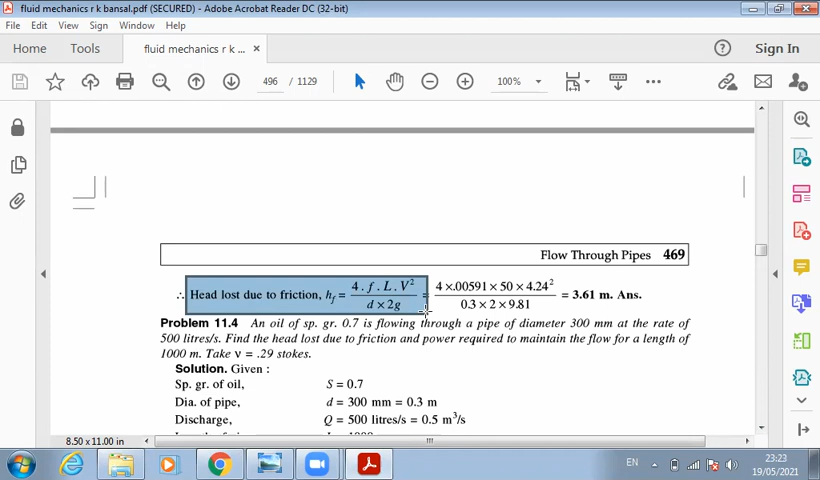 fluid mechanics r k bansal.pdf (SECURED) - Adobe Acrobat Reader DC (32-bit)
File Edit View Sign Window Help
Home Tools fluid mechanics r k ... × Sign In
496 / 1129 100%
Flow Through Pipes 469
∴ Head lost due to friction, h_f = (4 . f . L . V²)/(d × 2g) = (4 ×.00591 × 50 × 4.24²)/(0.3 × 2 × 9.81) = 3.61 m. Ans.
Problem 11.4 An oil of sp. gr. 0.7 is flowing through a pipe of diameter 300 mm at the rate of
500 litres/s. Find the head lost due to friction and power required to maintain the flow for a length of
1000 m. Take ν = .29 stokes.
Solution. Given :
Sp. gr. of oil, S = 0.7
Dia. of pipe, d = 300 mm = 0.3 m
Discharge, Q = 500 litres/s = 0.5 m³/s
8.50 x 11.00 in
EN 23:23
19/05/2021